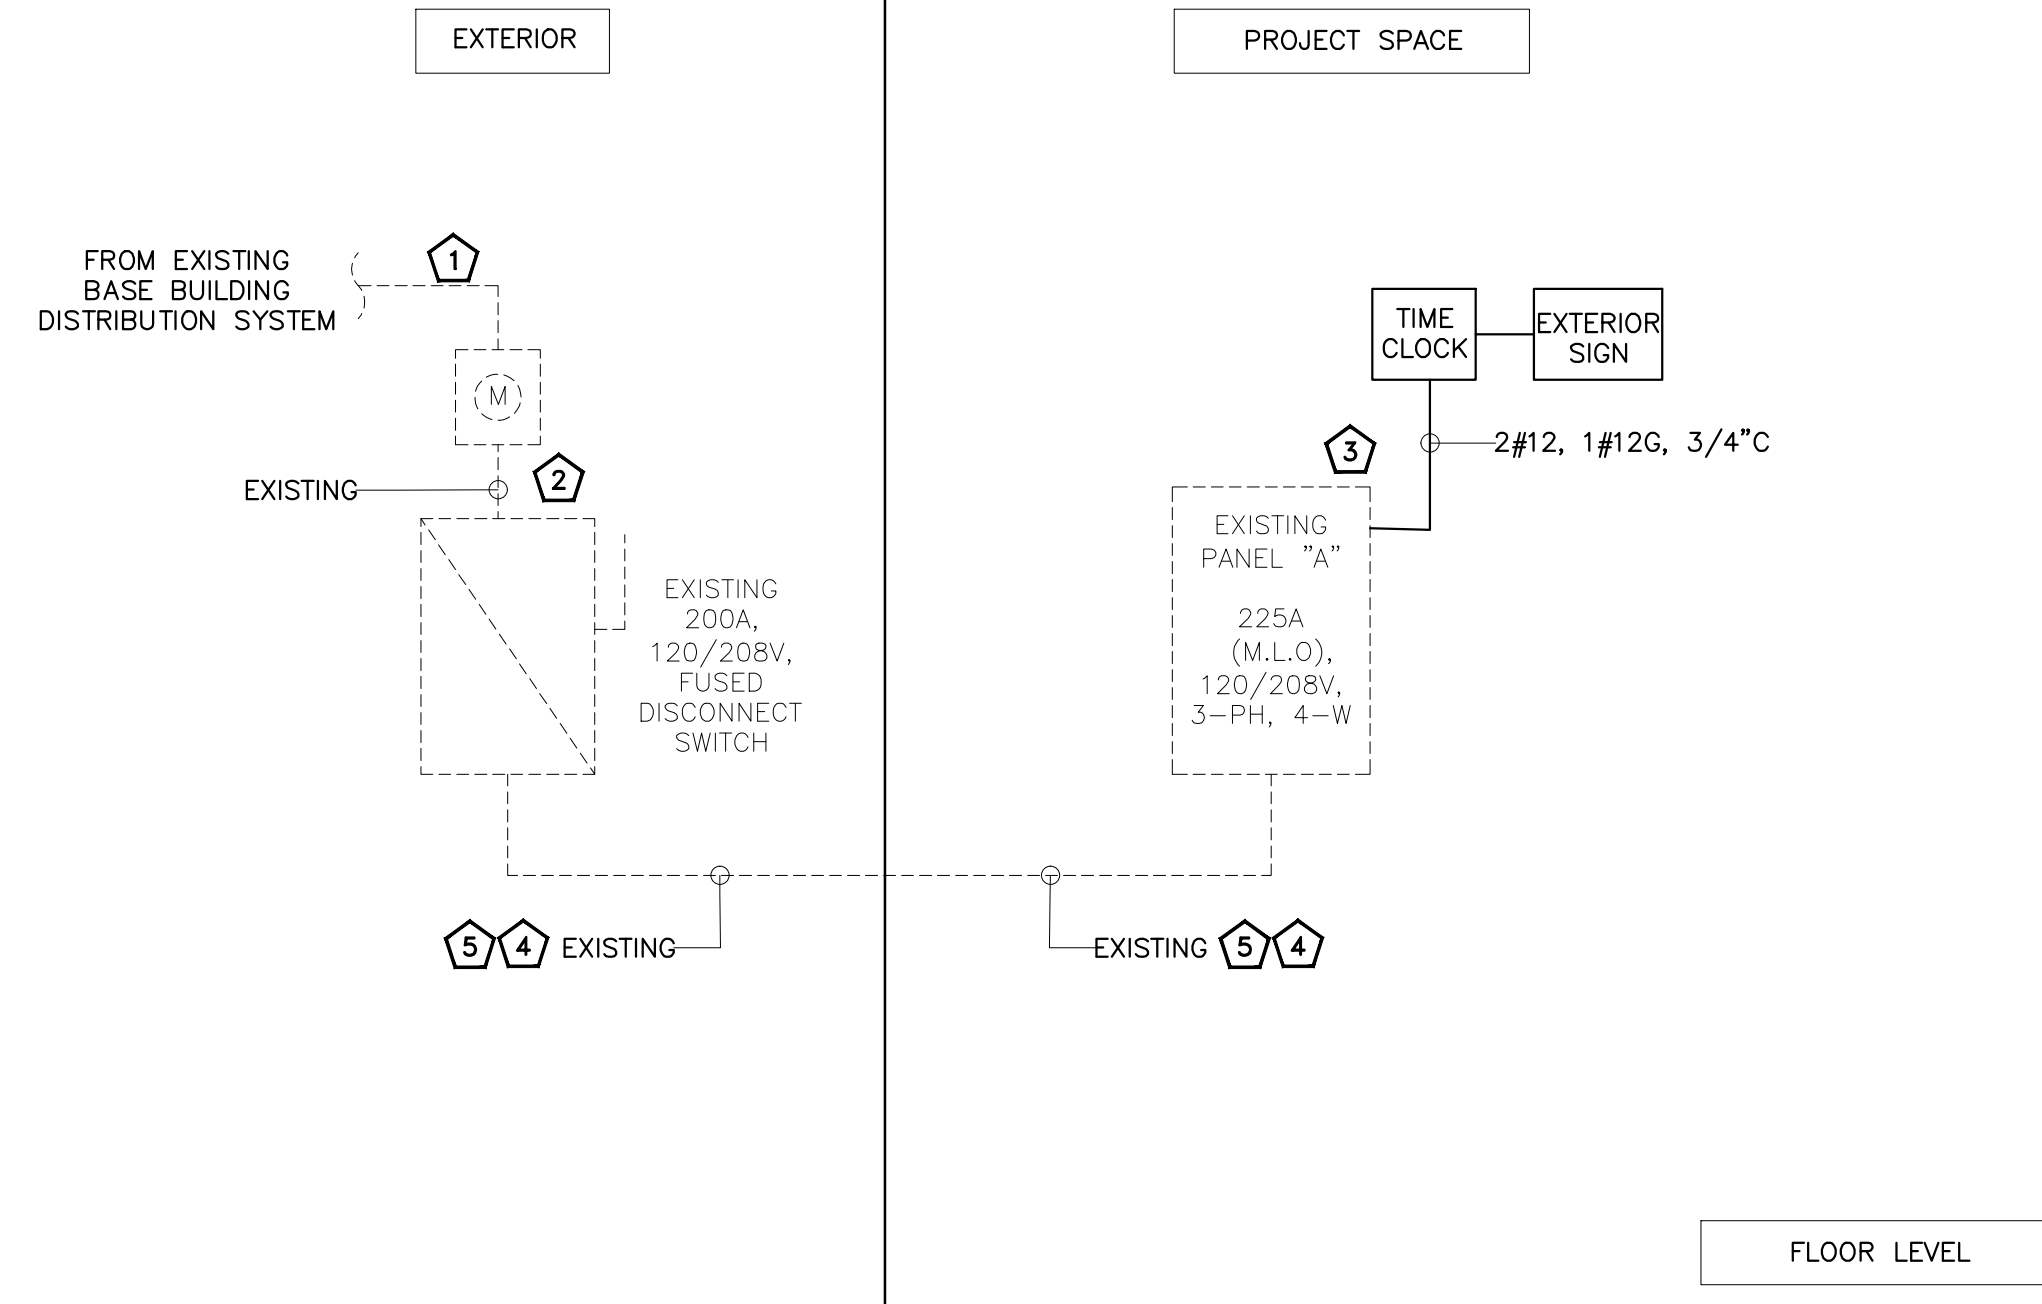 EXTERIOR
PROJECT SPACE
FROM EXISTING
BASE BUILDING
DISTRIBUTION SYSTEM
1
M
EXISTING
2
EXISTING
200A,
120/208V,
FUSED
DISCONNECT
SWITCH
TIME
CLOCK
EXTERIOR
SIGN
3
2#12, 1#12G, 3/4"C
EXISTING
PANEL "A"
225A
(M.L.O),
120/208V,
3-PH, 4-W
5 4 EXISTING
EXISTING 5 4
FLOOR LEVEL